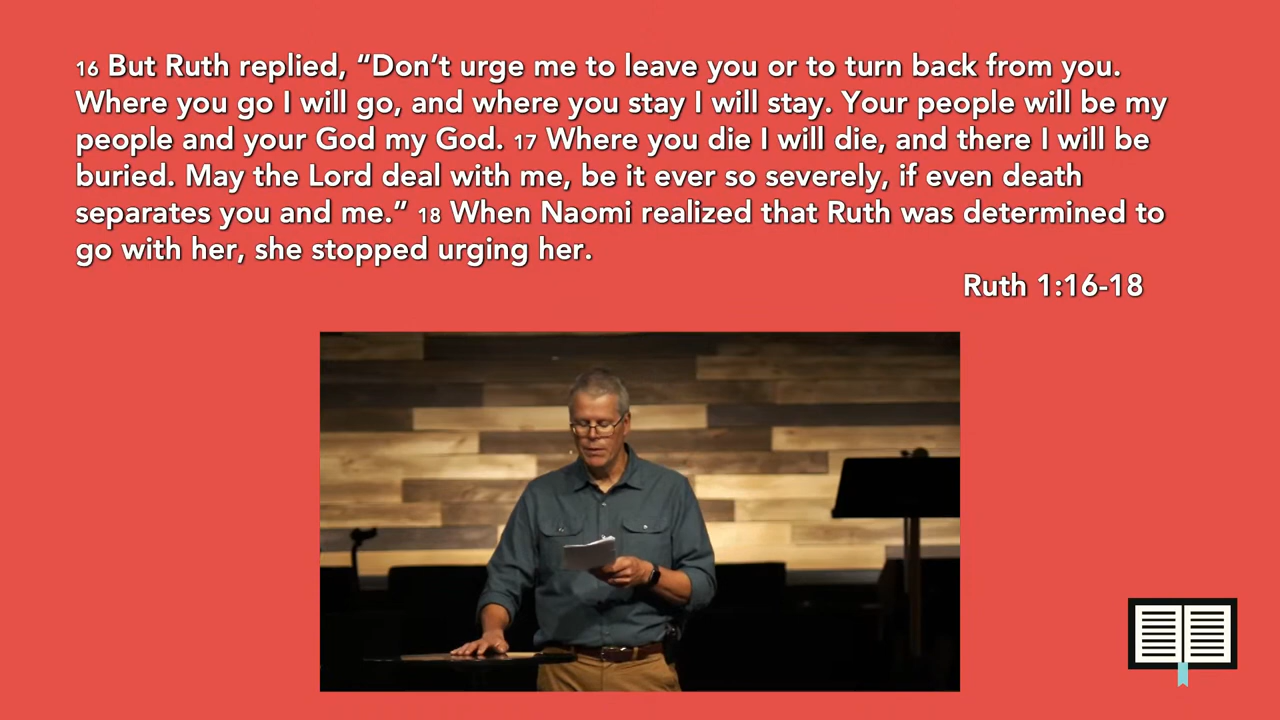 16 But Ruth replied, “Don’t urge me to leave you or to turn back from you.
Where you go I will go, and where you stay I will stay. Your people will be my
people and your God my God. 17 Where you die I will die, and there I will be
buried. May the Lord deal with me, be it ever so severely, if even death
separates you and me.” 18 When Naomi realized that Ruth was determined to
go with her, she stopped urging her.
Ruth 1:16-18